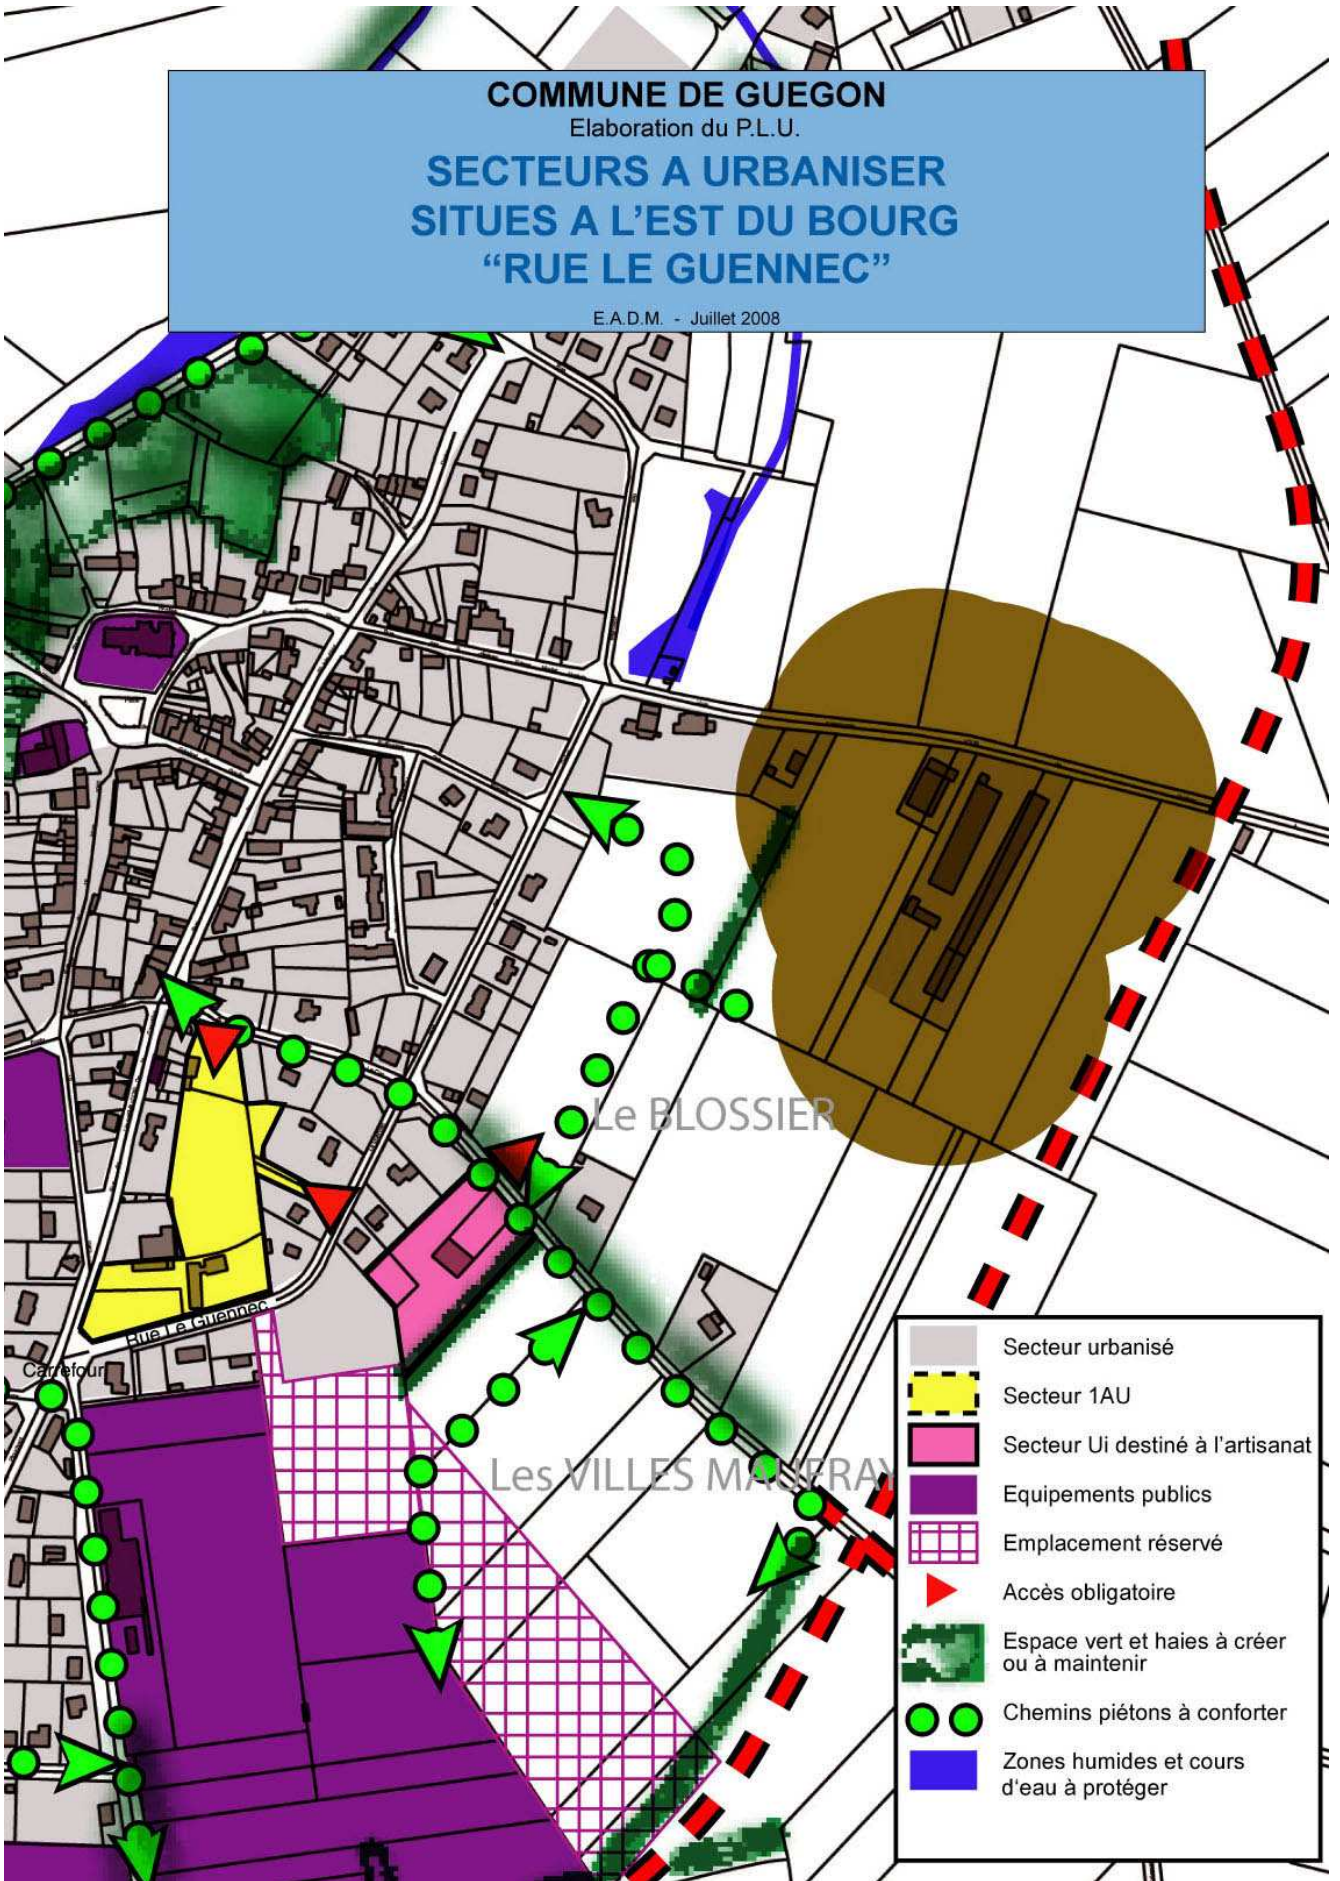 COMMUNE DE GUEGON
Elaboration du P.L.U.
SECTEURS A URBANISER
SITUES A L'EST DU BOURG
“RUE LE GUENNEC”
E.A.D.M. - Juillet 2008
Le BLOSSIER
Rue Le Guennec
Carrefour
Les VILLES MAUFRAY
Secteur urbanisé
Secteur 1AU
Secteur Ui destiné à l'artisanat
Equipements publics
Emplacement réservé
Accès obligatoire
Espace vert et haies à créer
ou à maintenir
Chemins piétons à conforter
Zones humides et cours
d'eau à protéger